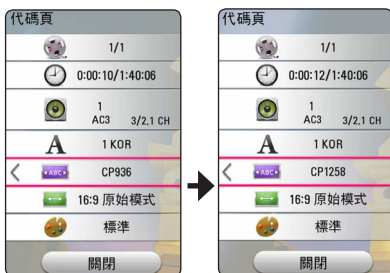 代碼頁
1/1
0:00:10/1:40:06
1
AC3 3/2,1 CH
A 1 KOR
ABC CP936
16:9 原始模式
標準
關閉
代碼頁
1/1
0:00:12/1:40:06
1
AC3 3/2,1 CH
A 1 KOR
ABC CP1258
16:9 原始模式
標準
關閉